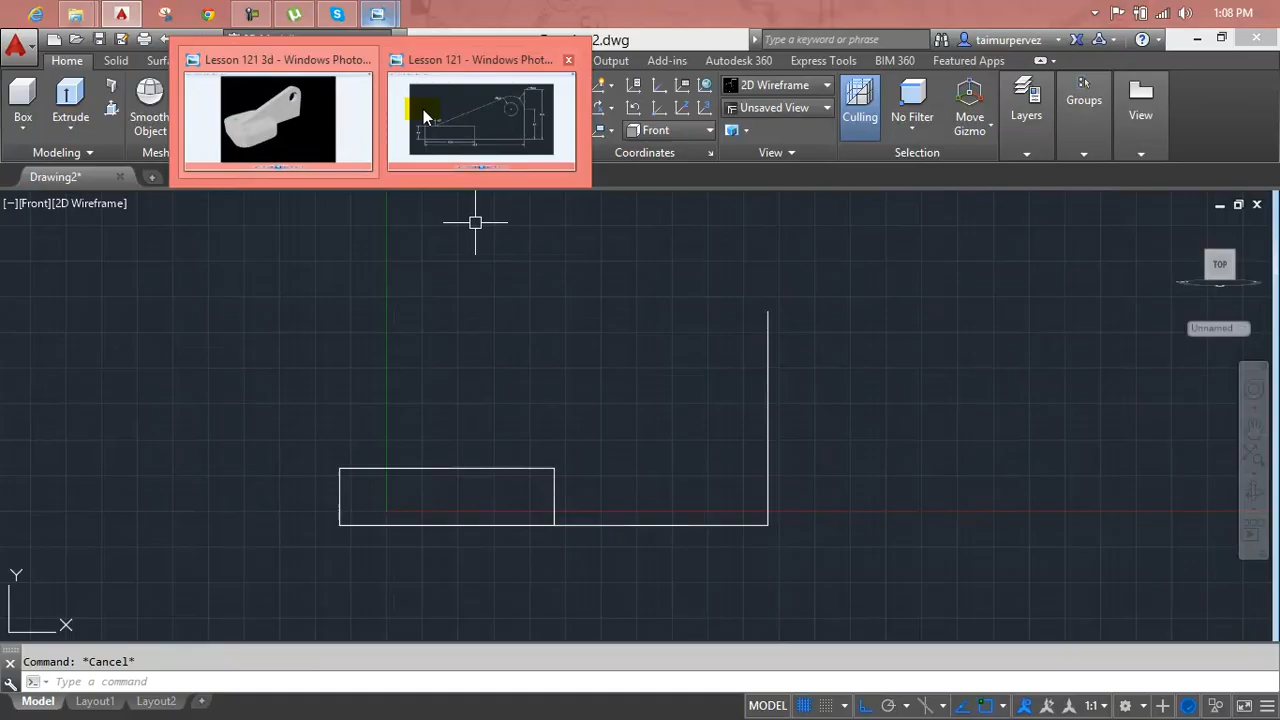 1:08 PM
2.dwg
Type a keyword or phrase
taimurpervez
Lesson 121 3d - Windows Photo...
Lesson 121 - Windows Phot...
Home
Solid
Output
Add-ins
Autodesk 360
Express Tools
BIM 360
Featured Apps
Box
Extrude
Smooth
Obj
2D Wireframe
Unsaved View
Front
Culling
No Filter
Move
Gizmo
Groups
Layers
View
Modeling
Mesh
Coordinates
View
Selection
Drawing2*
[−][Front][2D Wireframe]
TOP
Unnamed
Y
X
Command: *Cancel*
Type a command
Model
Layout1
Layout2
MODEL
1:1